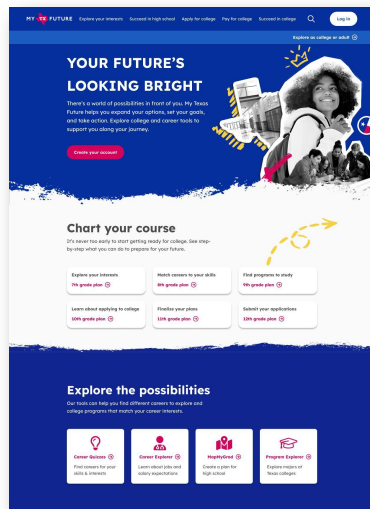 MY TX FUTURE Explore your interests Succeed in high school Apply for college Pay for college Succeed in college Log in
Explore as college or adult
YOUR FUTURE'S
LOOKING BRIGHT
There's a world of possibilities in front of you. My Texas
Future helps you expand your options, set your goals,
and take action. Explore college and career tools to
support you along your journey.
Create your account
Chart your
course
It's never too early to start getting ready for college. See step-
by-step what you can do to prepare for your future.
Explore your interests
7th grade plan
Match careers to your skills
8th grade plan
Find programs to study
9th grade plan
Learn about applying to college
10th grade plan
Finalize your plans
11th grade plan
Submit your applications
12th grade plan
Explore the possibilities
Our tools can help you find different careers to explore and
college programs that match your career interests.
Career Quizzes
Find careers for your
skills & interests
Career Explorer
Learn about jobs and
salary expectations
MapMyGrad
Create a plan for
high school
Program Explorer
Explore majors at
Texas colleges